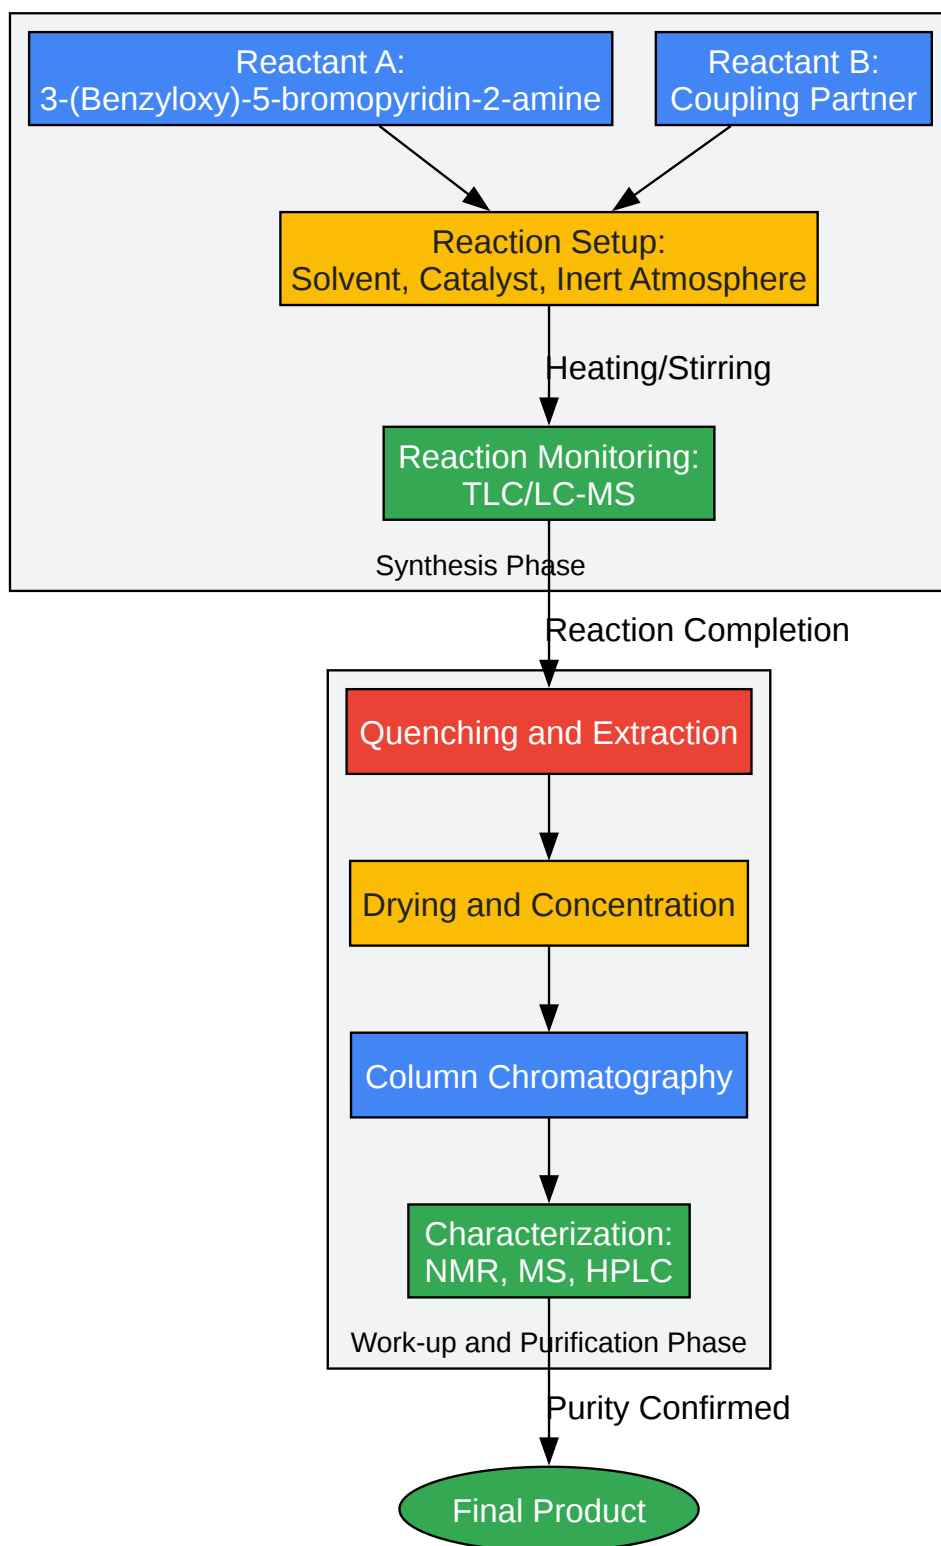 Reactant A:
3-(Benzyloxy)-5-bromopyridin-2-amine
Reactant B:
Coupling Partner
Reaction Setup:
Solvent, Catalyst, Inert Atmosphere
Heating/Stirring
Reaction Monitoring:
TLC/LC-MS
Synthesis Phase
Reaction Completion
Quenching and Extraction
Drying and Concentration
Column Chromatography
Characterization:
NMR, MS, HPLC
Work-up and Purification Phase
Purity Confirmed
Final Product